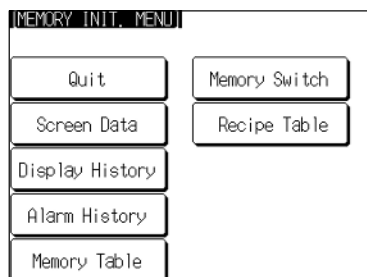 MEMORY INIT. MENU
Quit
Memory Switch
Screen Data
Recipe Table
Display History
Alarm History
Memory Table